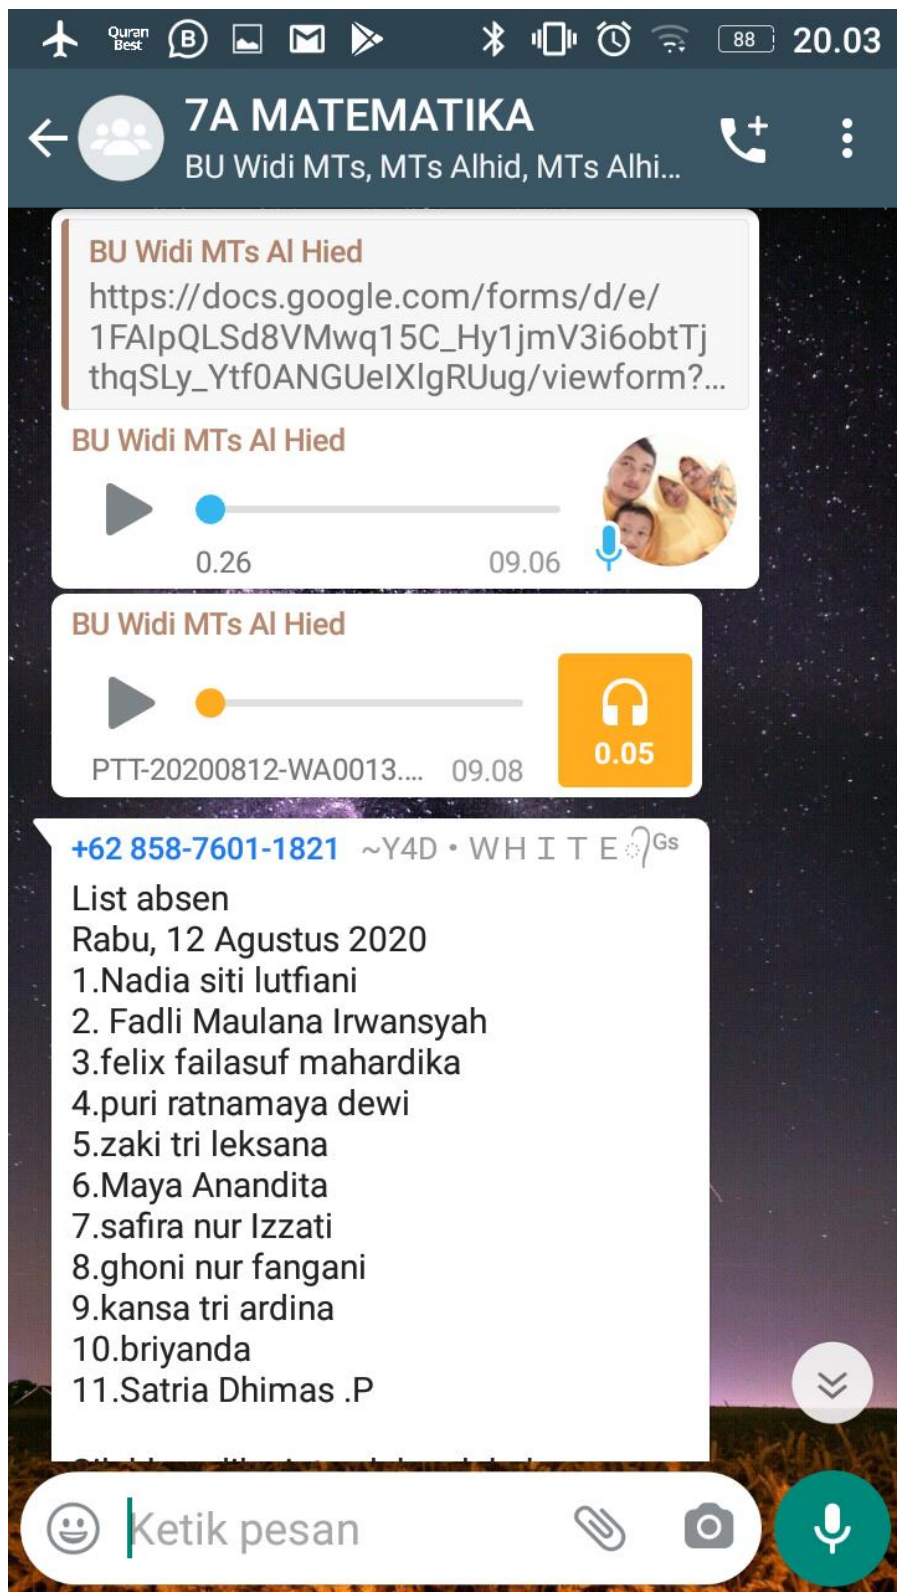 Quran
Best
B
88
20.03
7A MATEMATIKA
BU Widi MTs, MTs Alhid, MTs Alhi...
BU Widi MTs Al Hied
https://docs.google.com/forms/d/e/
1FAIpQLSd8VMwq15C_Hy1jmV3i6obtTj
thqSLy_Ytf0ANGUeIXlgRUug/viewform?...
BU Widi MTs Al Hied
0.26
09.06
BU Widi MTs Al Hied
0.05
PTT-20200812-WA0013....
09.08
+62 858-7601-1821 ~Y4D • W H I T E Gs
List absen
Rabu, 12 Agustus 2020
1.Nadia siti lutfiani
2. Fadli Maulana Irwansyah
3.felix failasuf mahardika
4.puri ratnamaya dewi
5.zaki tri leksana
6.Maya Anandita
7.safira nur Izzati
8.ghoni nur fangani
9.kansa tri ardina
10.briyanda
11.Satria Dhimas .P
Ketik pesan